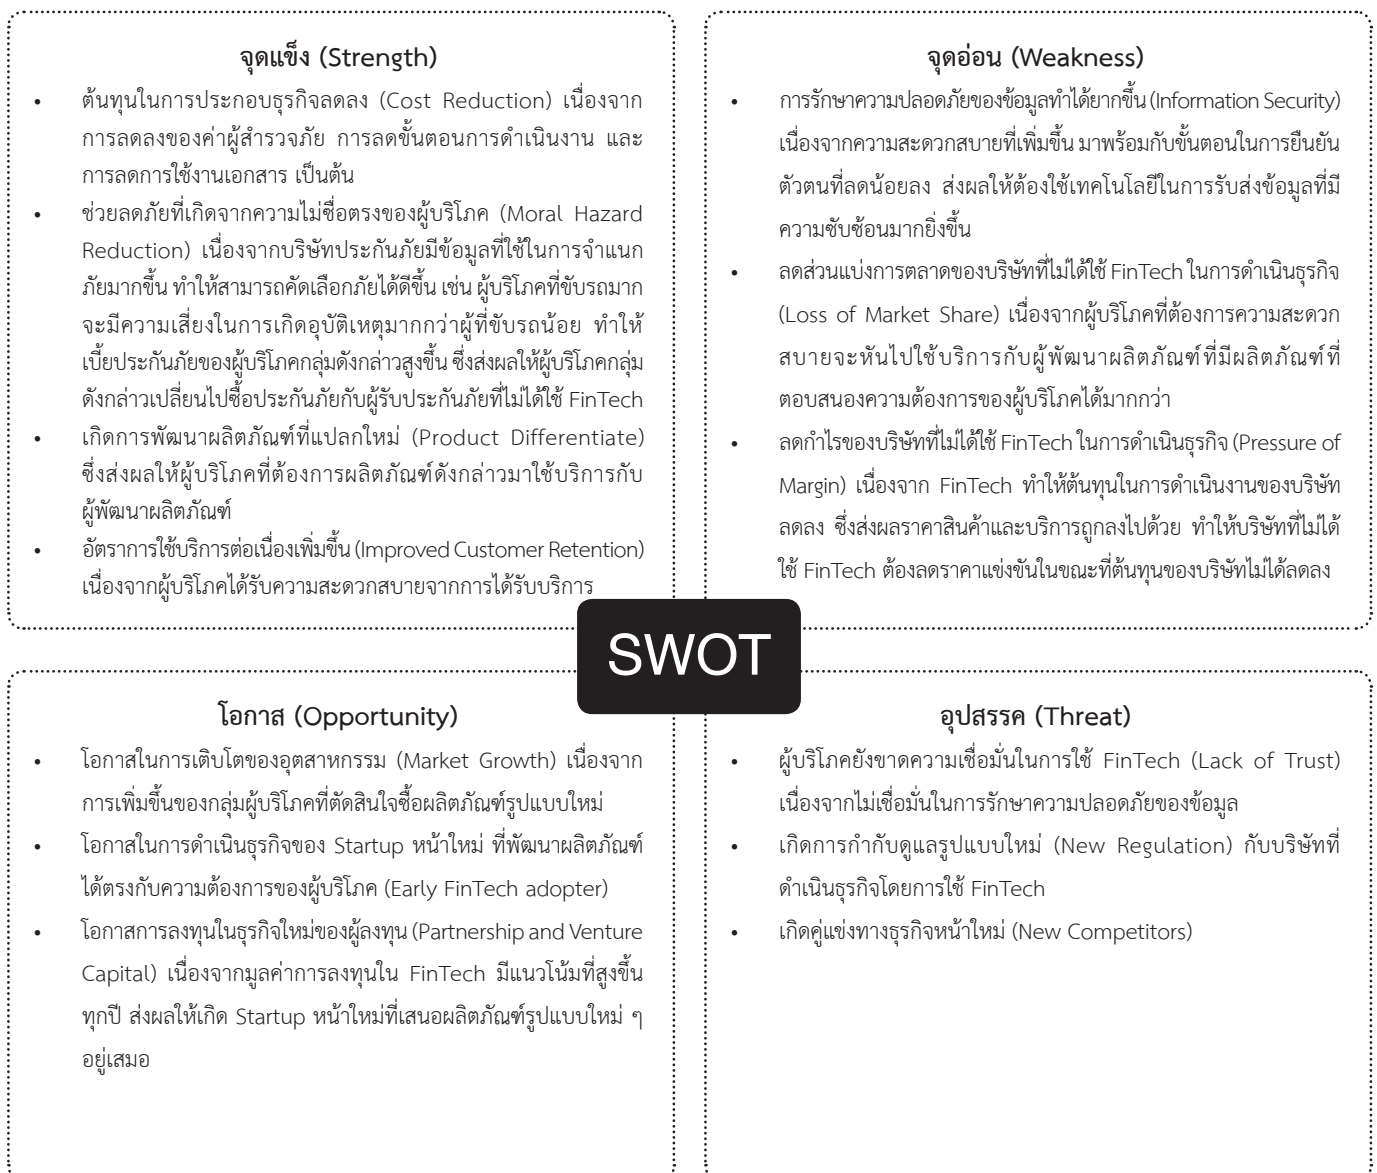 จุดแข็ง (Strength)
• ต้นทุนในการประกอบธุรกิจลดลง (Cost Reduction) เนื่องจาก
การลดลงของค่าผู้สำรวจภัย การลดขั้นตอนการดำเนินงาน และ
การลดการใช้งานเอกสาร เป็นต้น
• ช่วยลดภัยที่เกิดจากความไม่ซื่อตรงของผู้บริโภค (Moral Hazard
Reduction) เนื่องจากบริษัทประกันภัยมีข้อมูลที่ใช้ในการจำแนก
ภัยมากขึ้น ทำให้สามารถคัดเลือกภัยได้ดีขึ้น เช่น ผู้บริโภคที่ขับรถมาก
จะมีความเสี่ยงในการเกิดอุบัติเหตุมากกว่าผู้ที่ขับรถน้อย ทำให้
เบี้ยประกันภัยของผู้บริโภคกลุ่มดังกล่าวสูงขึ้น ซึ่งส่งผลให้ผู้บริโภคกลุ่ม
ดังกล่าวเปลี่ยนไปซื้อประกันภัยกับผู้รับประกันภัยที่ไม่ได้ใช้ FinTech
• เกิดการพัฒนาผลิตภัณฑ์ที่แปลกใหม่ (Product Differentiate)
ซึ่งส่งผลให้ผู้บริโภคที่ต้องการผลิตภัณฑ์ดังกล่าวมาใช้บริการกับ
ผู้พัฒนาผลิตภัณฑ์
• อัตราการใช้บริการต่อเนื่องเพิ่มขึ้น (Improved Customer Retention)
เนื่องจากผู้บริโภคได้รับความสะดวกสบายจากการได้รับบริการ
จุดอ่อน (Weakness)
• การรักษาความปลอดภัยของข้อมูลทำได้ยากขึ้น (Information Security)
เนื่องจากความสะดวกสบายที่เพิ่มขึ้น มาพร้อมกับขั้นตอนในการยืนยัน
ตัวตนที่ลดน้อยลง ส่งผลให้ต้องใช้เทคโนโลยีในการรับส่งข้อมูลที่มี
ความซับซ้อนมากยิ่งขึ้น
• ลดส่วนแบ่งการตลาดของบริษัทที่ไม่ได้ใช้ FinTech ในการดำเนินธุรกิจ
(Loss of Market Share) เนื่องจากผู้บริโภคที่ต้องการความสะดวก
สบายจะหันไปใช้บริการกับผู้พัฒนาผลิตภัณฑ์ที่มีผลิตภัณฑ์ที่
ตอบสนองความต้องการของผู้บริโภคได้มากกว่า
• ลดกำไรของบริษัทที่ไม่ได้ใช้ FinTech ในการดำเนินธุรกิจ (Pressure of
Margin) เนื่องจาก FinTech ทำให้ต้นทุนในการดำเนินงานของบริษัท
ลดลง ซึ่งส่งผลราคาสินค้าและบริการถูกลงไปด้วย ทำให้บริษัทที่ไม่ได้
ใช้ FinTech ต้องลดราคาแข่งขันในขณะที่ต้นทุนของบริษัทไม่ได้ลดลง
SWOT
โอกาส (Opportunity)
• โอกาสในการเติบโตของอุตสาหกรรม (Market Growth) เนื่องจาก
การเพิ่มขึ้นของกลุ่มผู้บริโภคที่ตัดสินใจซื้อผลิตภัณฑ์รูปแบบใหม่
• โอกาสในการดำเนินธุรกิจของ Startup หน้าใหม่ ที่พัฒนาผลิตภัณฑ์
ได้ตรงกับความต้องการของผู้บริโภค (Early FinTech adopter)
• โอกาสการลงทุนในธุรกิจใหม่ของผู้ลงทุน (Partnership and Venture
Capital) เนื่องจากมูลค่าการลงทุนใน FinTech มีแนวโน้มที่สูงขึ้น
ทุกปี ส่งผลให้เกิด Startup หน้าใหม่ที่เสนอผลิตภัณฑ์รูปแบบใหม่ ๆ
อยู่เสมอ
อุปสรรค (Threat)
• ผู้บริโภคยังขาดความเชื่อมั่นในการใช้ FinTech (Lack of Trust)
เนื่องจากไม่เชื่อมั่นในการรักษาความปลอดภัยของข้อมูล
• เกิดการกำกับดูแลรูปแบบใหม่ (New Regulation) กับบริษัทที่
ดำเนินธุรกิจโดยการใช้ FinTech
• เกิดคู่แข่งทางธุรกิจหน้าใหม่ (New Competitors)